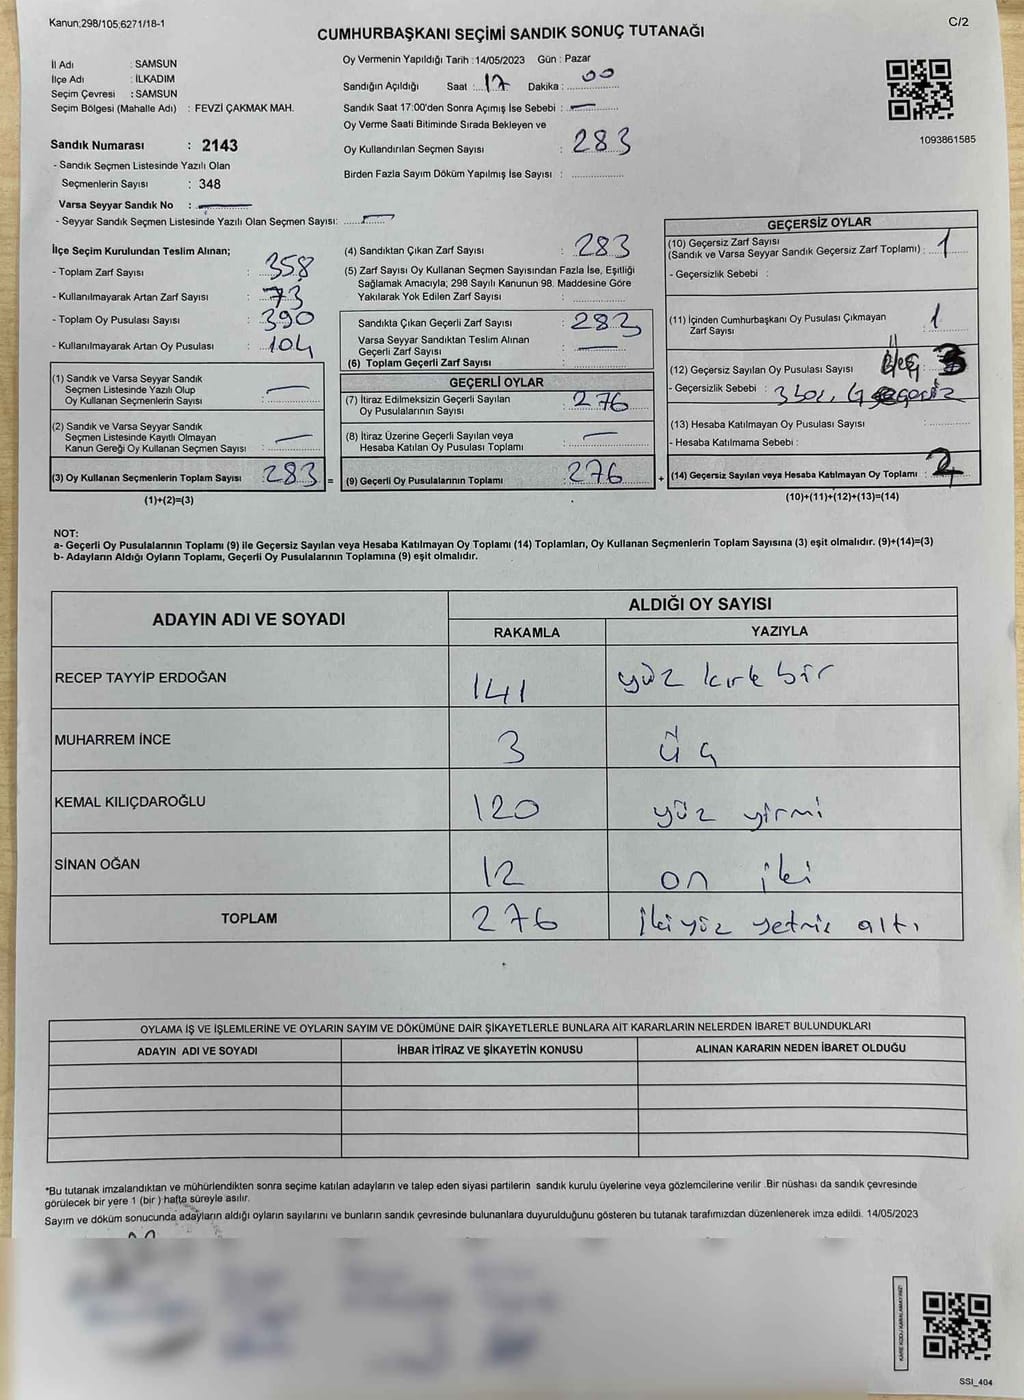 Kanun;298/105;6271/18-1
C/2
CUMHURBAŞKANI SEÇİMİ SANDIK SONUÇ TUTANAĞI
İl Adı : SAMSUN
İlçe Adı : İLKADIM
Seçim Çevresi : SAMSUN
Seçim Bölgesi (Mahalle Adı) : FEVZİ ÇAKMAK MAH.
Sandık Numarası : 2143
- Sandık Seçmen Listesinde Yazılı Olan
Seçmenlerin Sayısı : 348
Varsa Seyyar Sandık No :
- Seyyar Sandık Seçmen Listesinde Yazılı Olan Seçmen Sayısı:
Oy Vermenin Yapıldığı Tarih :14/05/2023 Gün : Pazar
Sandığın Açıldığı Saat : 17 Dakika : 00
Sandık Saat 17:00'den Sonra Açımış İse Sebebi :
Oy Verme Saati Bitiminde Sırada Bekleyen ve
Oy Kullandırılan Seçmen Sayısı : 283
Birden Fazla Sayım Döküm Yapılmış İse Sayısı :
1093861585
İlçe Seçim Kurulundan Teslim Alınan;
- Toplam Zarf Sayısı : 358
- Kullanılmayarak Artan Zarf Sayısı : 73
- Toplam Oy Pusulası Sayısı : 390
- Kullanılmayarak Artan Oy Pusulası : 104
(1) Sandık ve Varsa Seyyar Sandık
Seçmen Listesinde Yazılı Olup
Oy Kullanan Seçmenlerin Sayısı :
(2) Sandık ve Varsa Seyyar Sandık
Seçmen Listesinde Kayıtlı Olmayan
Kanun Gereği Oy Kullanan Seçmen Sayısı :
(3) Oy Kullanan Seçmenlerin Toplam Sayısı : 283 =
(1)+(2)=(3)
(4) Sandıktan Çıkan Zarf Sayısı : 283
(5) Zarf Sayısı Oy Kullanan Seçmen Sayısından Fazla İse, Eşitliği
Sağlamak Amacıyla; 298 Sayılı Kanunun 98. Maddesine Göre
Yakılarak Yok Edilen Zarf Sayısı :
Sandıkta Çıkan Geçerli Zarf Sayısı : 283
Varsa Seyyar Sandıktan Teslim Alınan
Geçerli Zarf Sayısı :
(6) Toplam Geçerli Zarf Sayısı :
GEÇERLİ OYLAR
(7) İtiraz Edilmeksizin Geçerli Sayılan
Oy Pusulalarının Sayısı : 276
(8) İtiraz Üzerine Geçerli Sayılan veya
Hesaba Katılan Oy Pusulası Toplamı :
(9) Geçerli Oy Pusulalarının Toplamı : 276 +
GEÇERSİZ OYLAR
(10) Geçersiz Zarf Sayısı
(Sandık ve Varsa Seyyar Sandık Geçersiz Zarf Toplamı) : 1
- Geçersizlik Sebebi :
(11) İçinden Cumhurbaşkanı Oy Pusulası Çıkmayan
Zarf Sayısı : 1
(12) Geçersiz Sayılan Oy Pusulası Sayısı :
- Geçersizlik Sebebi : 3
(13) Hesaba Katılmayan Oy Pusulası Sayısı :
- Hesaba Katılmama Sebebi :
(14) Geçersiz Sayılan veya Hesaba Katılmayan Oy Toplamı :
(10)+(11)+(12)+(13)=(14)
NOT:
a- Geçerli Oy Pusulalarının Toplamı (9) ile Geçersiz Sayılan veya Hesaba Katılmayan Oy Toplamı (14) Toplamları, Oy Kullanan Seçmenlerin Toplam Sayısına (3) eşit olmalıdır. (9)+(14)=(3)
b- Adayların Aldığı Oyların Toplamı, Geçerli Oy Pusulalarının Toplamına (9) eşit olmalıdır.
ADAYIN ADI VE SOYADI
ALDIĞI OY SAYISI
RAKAMLA YAZIYLA
RECEP TAYYİP ERDOĞAN 141 yüz kırk bir
MUHARREM İNCE 3 üç
KEMAL KILIÇDAROĞLU 120 yüz yirmi
SİNAN OĞAN 12 on iki
TOPLAM 276 ikiyüz yetmiş altı
OYLAMA İŞ VE İŞLEMLERİNE VE OYLARIN SAYIM VE DÖKÜMÜNE DAİR ŞİKAYETLERLE BUNLARA AİT KARARLARIN NELERDEN İBARET BULUNDUKLARI
ADAYIN ADI VE SOYADI İHBAR İTİRAZ VE ŞİKAYETİN KONUSU ALINAN KARARIN NEDEN İBARET OLDUĞU
*Bu tutanak imzalandıktan ve mühürlendikten sonra seçime katılan adayların ve talep eden siyasi partilerin sandık kurulu üyelerine veya gözlemcilerine verilir .Bir nüshası da sandık çevresinde
görülecek bir yere 1 (bir ) hafta süreyle asılır.
Sayım ve döküm sonucunda adayların aldığı oyların sayılarını ve bunların sandık çevresinde bulunanlara duyurulduğunu gösteren bu tutanak tarafımızdan düzenlenerek imza edildi. 14/05/2023
KARE KODU KARALAMAYINIZ!
SSI_404